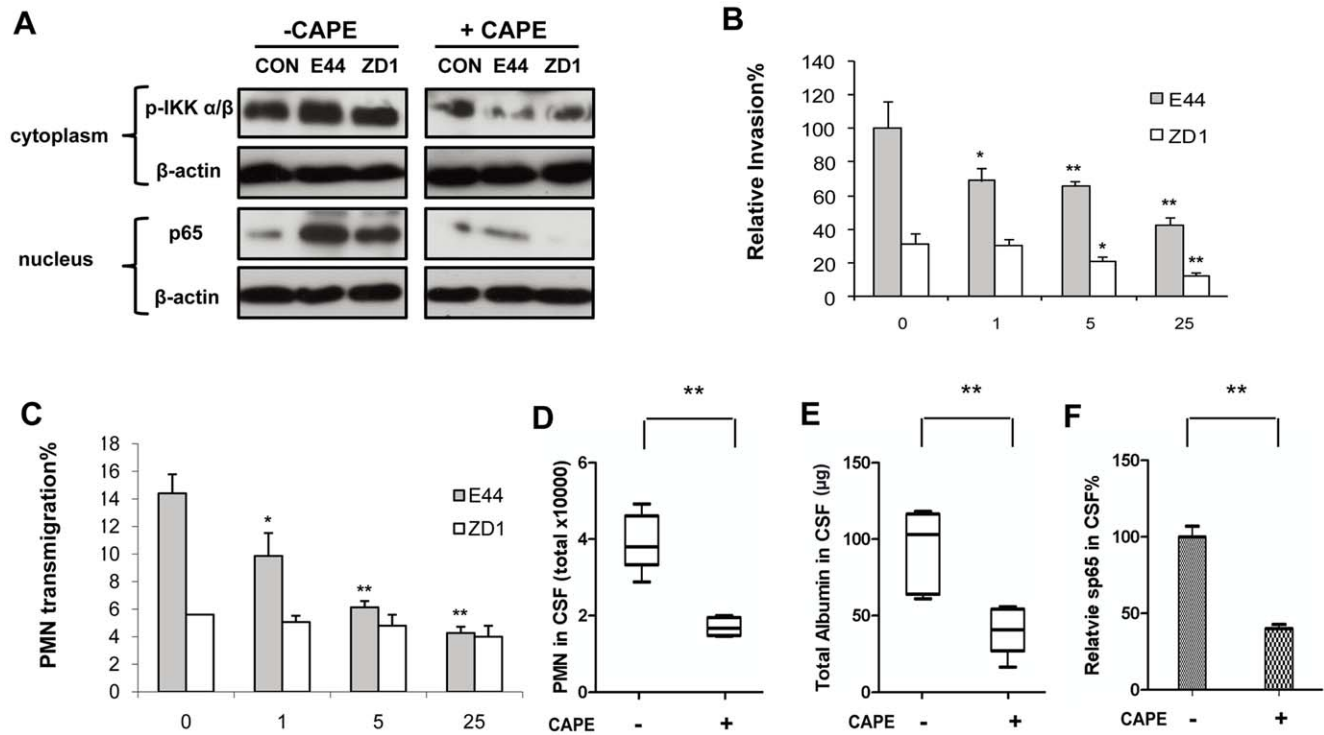 A
-CAPE + CAPE
CON E44 ZD1 CON E44 ZD1
cytoplasm
p-IKK α/β
β-actin
nucleus
p65
β-actin
B
Relative Invasion%
140
120
100
80
60
40
20
0
* ** **
* **
E44
ZD1
0 1 5 25
C
PMN transmigration%
18
16
14
12
10
8
6
4
2
0
* ** **
E44
ZD1
0 1 5 25
D
**
PMN in CSF (total x10000)
6
4
2
0
CAPE - +
E
**
Total Albumin in CSF (µg)
150
100
50
0
CAPE - +
F
**
Relatvie sp65 in CSF%
150
100
50
0
CAPE - +